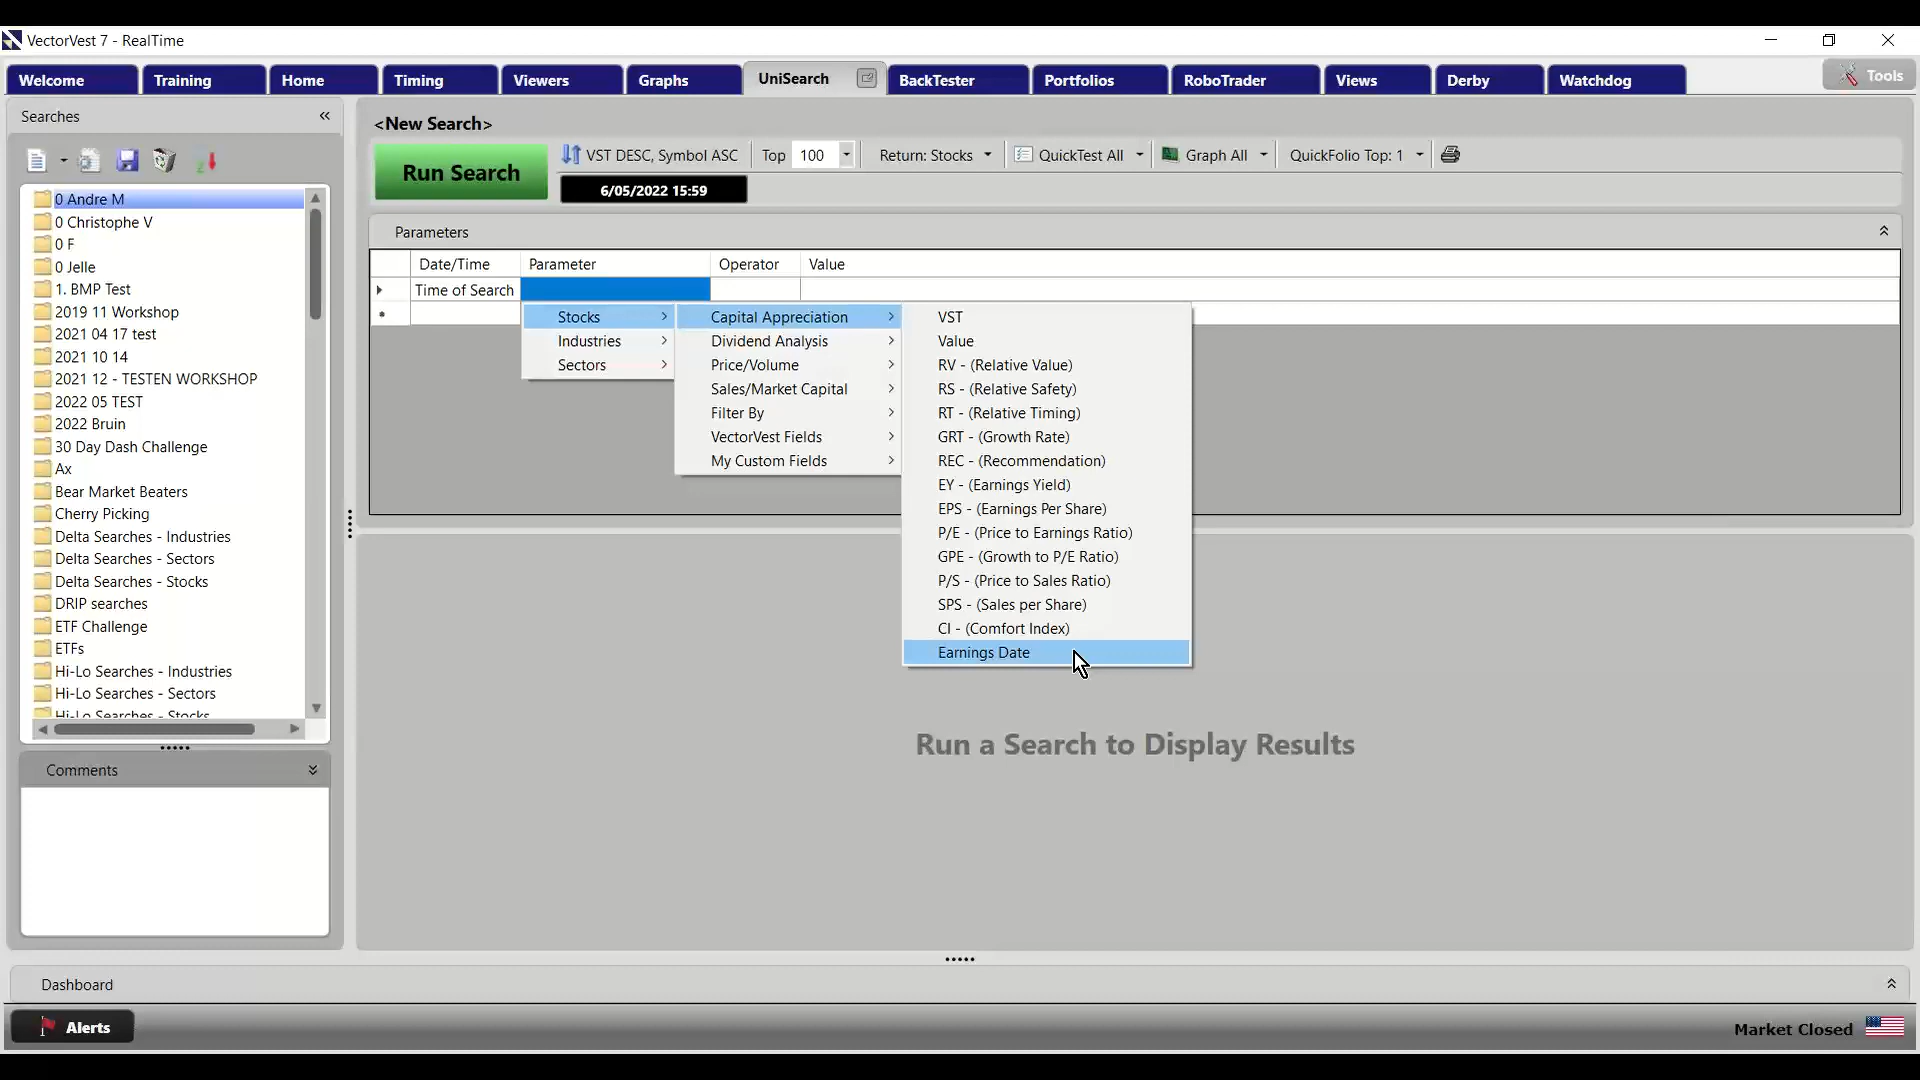 VectorVest 7 - RealTime
Welcome
Training
Home
Timing
Viewers
Graphs
UniSearch
BackTester
Portfolios
RoboTrader
Views
Derby
Watchdog
Tools
Searches
<New Search>
Run Search
VST DESC, Symbol ASC
Top 100
Return: Stocks
QuickTest All
Graph All
QuickFolio Top: 1
6/05/2022 15:59
0 Andre M
0 Christophe V
0 F
0 Jelle
1. BMP Test
2019 11 Workshop
2021 04 17 test
2021 10 14
2021 12 - TESTEN WORKSHOP
2022 05 TEST
2022 Bruin
30 Day Dash Challenge
Ax
Bear Market Beaters
Cherry Picking
Delta Searches - Industries
Delta Searches - Sectors
Delta Searches - Stocks
DRIP searches
ETF Challenge
ETFs
Hi-Lo Searches - Industries
Hi-Lo Searches - Sectors
Hi-Lo Searches - Stocks
Comments
Parameters
Date/Time
Parameter
Operator
Value
Time of Search
Stocks
Industries
Sectors
Capital Appreciation
Dividend Analysis
Price/Volume
Sales/Market Capital
Filter By
VectorVest Fields
My Custom Fields
VST
Value
RV - (Relative Value)
RS - (Relative Safety)
RT - (Relative Timing)
GRT - (Growth Rate)
REC - (Recommendation)
EY - (Earnings Yield)
EPS - (Earnings Per Share)
P/E - (Price to Earnings Ratio)
GPE - (Growth to P/E Ratio)
P/S - (Price to Sales Ratio)
SPS - (Sales per Share)
CI - (Comfort Index)
Earnings Date
Run a Search to Display Results
Dashboard
Alerts
Market Closed